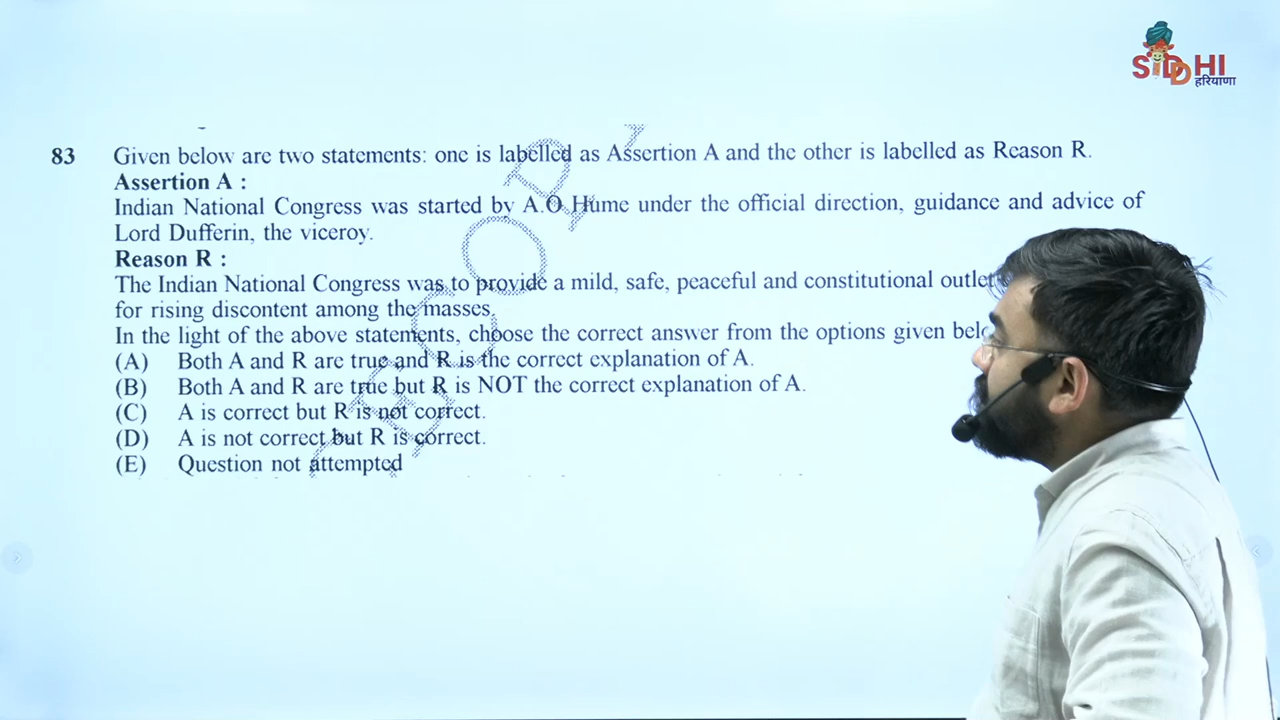 SIDDHI
हरियाणा
83 Given below are two statements: one is labelled as Assertion A and the other is labelled as Reason R.
Assertion A :
Indian National Congress was started by A.O Hume under the official direction, guidance and advice of
Lord Dufferin, the viceroy.
Reason R :
The Indian National Congress was to provide a mild, safe, peaceful and constitutional outlet
for rising discontent among the masses.
In the light of the above statements, choose the correct answer from the options given
(A) Both A and R are true and R is the correct explanation of A.
(B) Both A and R are true but R is NOT the correct explanation of A.
(C) A is correct but R is not correct.
(D) A is not correct but R is correct.
(E) Question not attempted